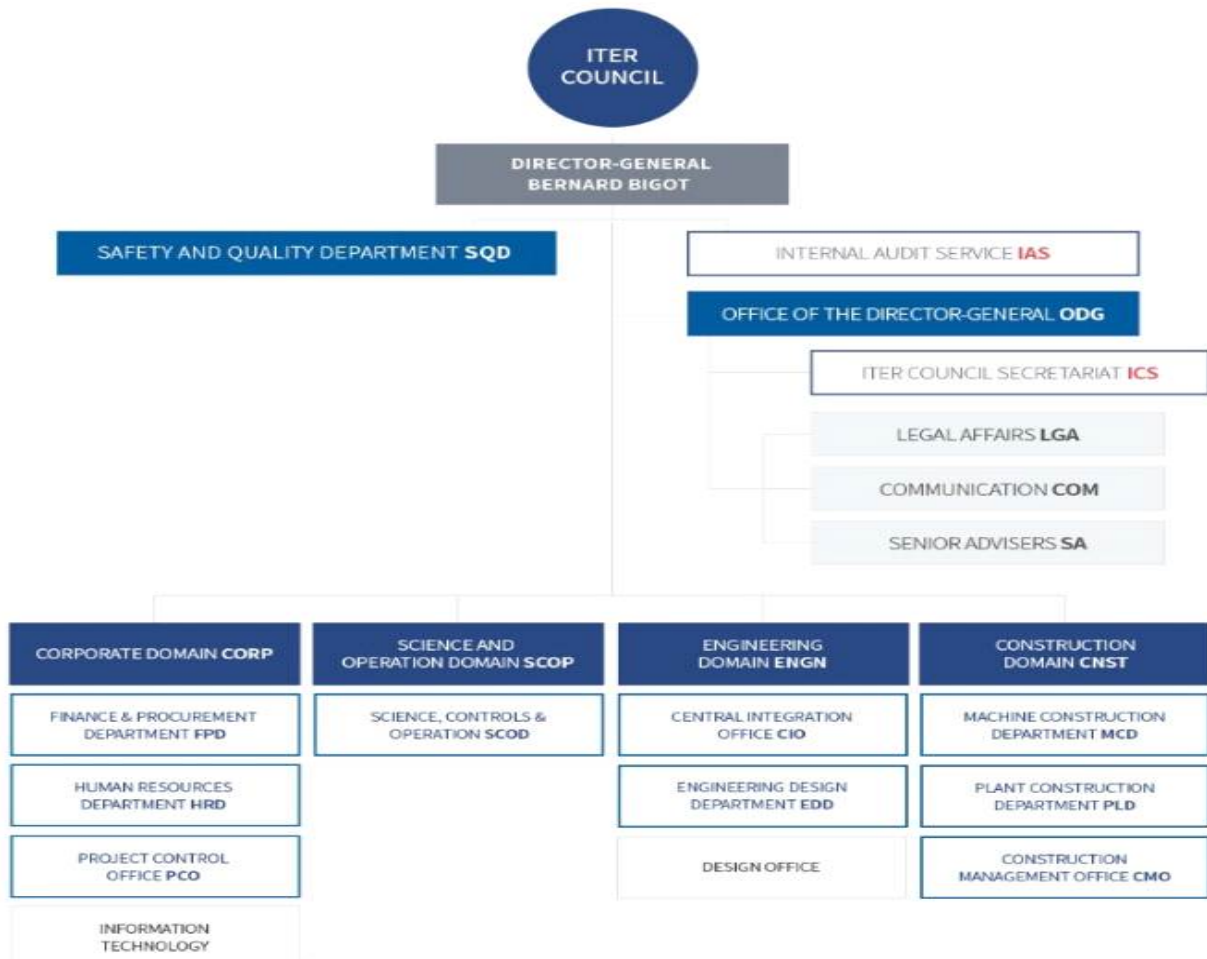 ITER
COUNCIL
DIRECTOR-GENERAL
BERNARD BIGOT
SAFETY AND QUALITY DEPARTMENT SQD
INTERNAL AUDIT SERVICE IAS
OFFICE OF THE DIRECTOR-GENERAL ODG
ITER COUNCIL SECRETARIAT ICS
LEGAL AFFAIRS LGA
COMMUNICATION COM
SENIOR ADVISERS SA
CORPORATE DOMAIN CORP
FINANCE & PROCUREMENT
DEPARTMENT FPD
HUMAN RESOURCES
DEPARTMENT HRD
PROJECT CONTROL
OFFICE PCO
INFORMATION
TECHNOLOGY
SCIENCE AND
OPERATION DOMAIN SCOP
SCIENCE, CONTROLS &
OPERATION SCOD
ENGINEERING
DOMAIN ENGN
CENTRAL INTEGRATION
OFFICE CIO
ENGINEERING DESIGN
DEPARTMENT EDD
DESIGN OFFICE
CONSTRUCTION
DOMAIN CNST
MACHINE CONSTRUCTION
DEPARTMENT MCD
PLANT CONSTRUCTION
DEPARTMENT PLD
CONSTRUCTION
MANAGEMENT OFFICE CMO